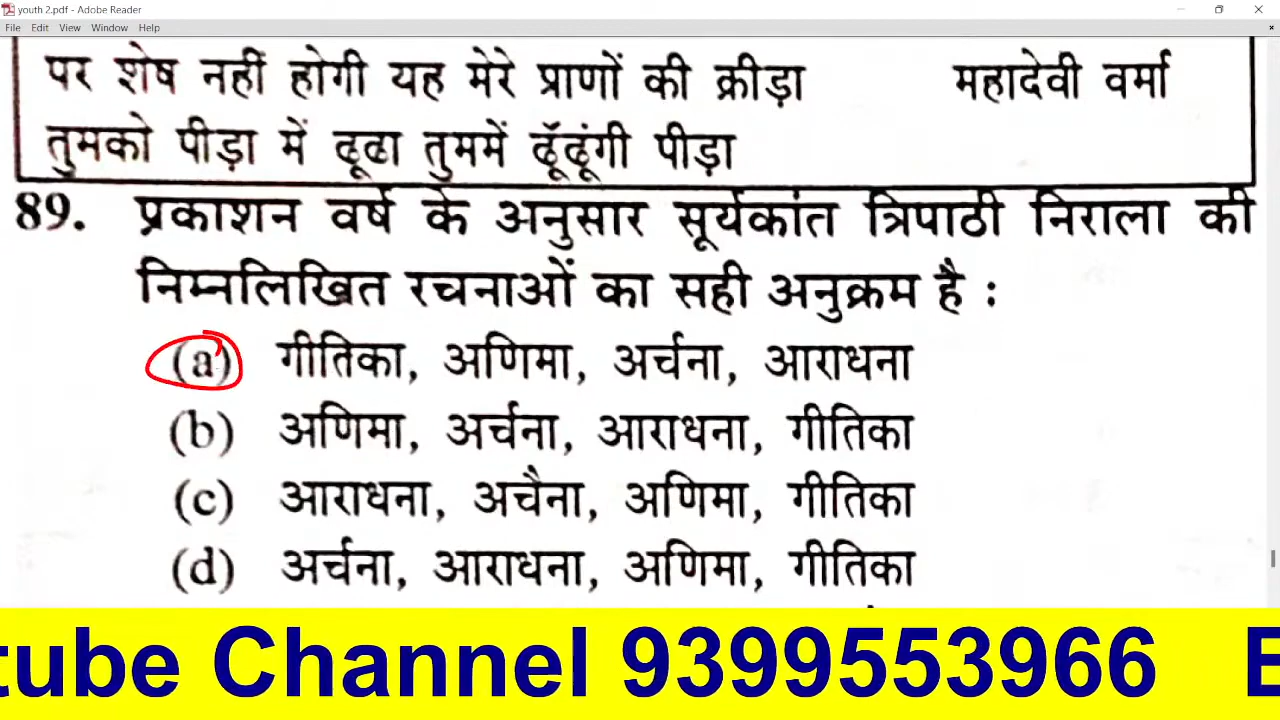 youth 2.pdf - Adobe Reader
File Edit View Window Help
पर शेष नहीं होगी यह मेरे प्राणों की क्रीड़ा महादेवी वर्मा
तुमको पीड़ा में ढूढा तुममें ढूँढूंगी पीड़ा
89. प्रकाशन वर्ष के अनुसार सूर्यकांत त्रिपाठी निराला की
निम्नलिखित रचनाओं का सही अनुक्रम है :
(a) गीतिका, अणिमा, अर्चना, आराधना
(b) अणिमा, अर्चना, आराधना, गीतिका
(c) आराधना, अचैना, अणिमा, गीतिका
(d) अर्चना, आराधना, अणिमा, गीतिका
tube Channel 9399553966 E